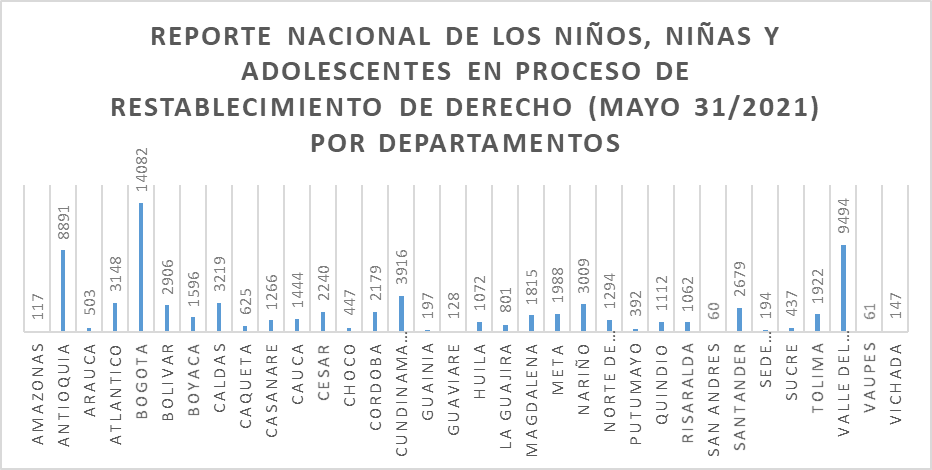 REPORTE NACIONAL DE LOS NIÑOS, NIÑAS Y
ADOLESCENTES EN PROCESO DE
RESTABLECIMIENTO DE DERECHO (MAYO 31/2021)
POR DEPARTAMENTOS
117
8891
503
3148
14082
2906
1596
3219
625
1266
1444
2240
447
2179
3916
197
128
1072
801
1815
1988
3009
1294
392
1112
1062
60
2679
194
437
1922
9494
61
147
AMAZONAS
ANTIOQUIA
ARAUCA
ATLANTICO
BOGOTA
BOLIVAR
BOYACA
CALDAS
CAQUETA
CASANARE
CAUCA
CESAR
CHOCO
CORDOBA
CUNDINAMA…
GUAINIA
GUAVIARE
HUILA
LA GUAJIRA
MAGDALENA
META
NARIÑO
NORTE DE…
PUTUMAYO
QUINDIO
RISARALDA
SAN ANDRES
SANTANDER
SEDE…
SUCRE
TOLIMA
VALLE DEL…
VAUPES
VICHADA